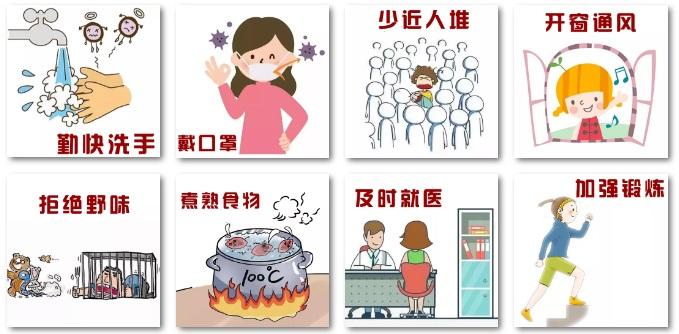 勤快洗手
戴口罩
少近人堆
开窗通风
拒绝野味
煮熟食物
100℃
及时就医
加强锻炼